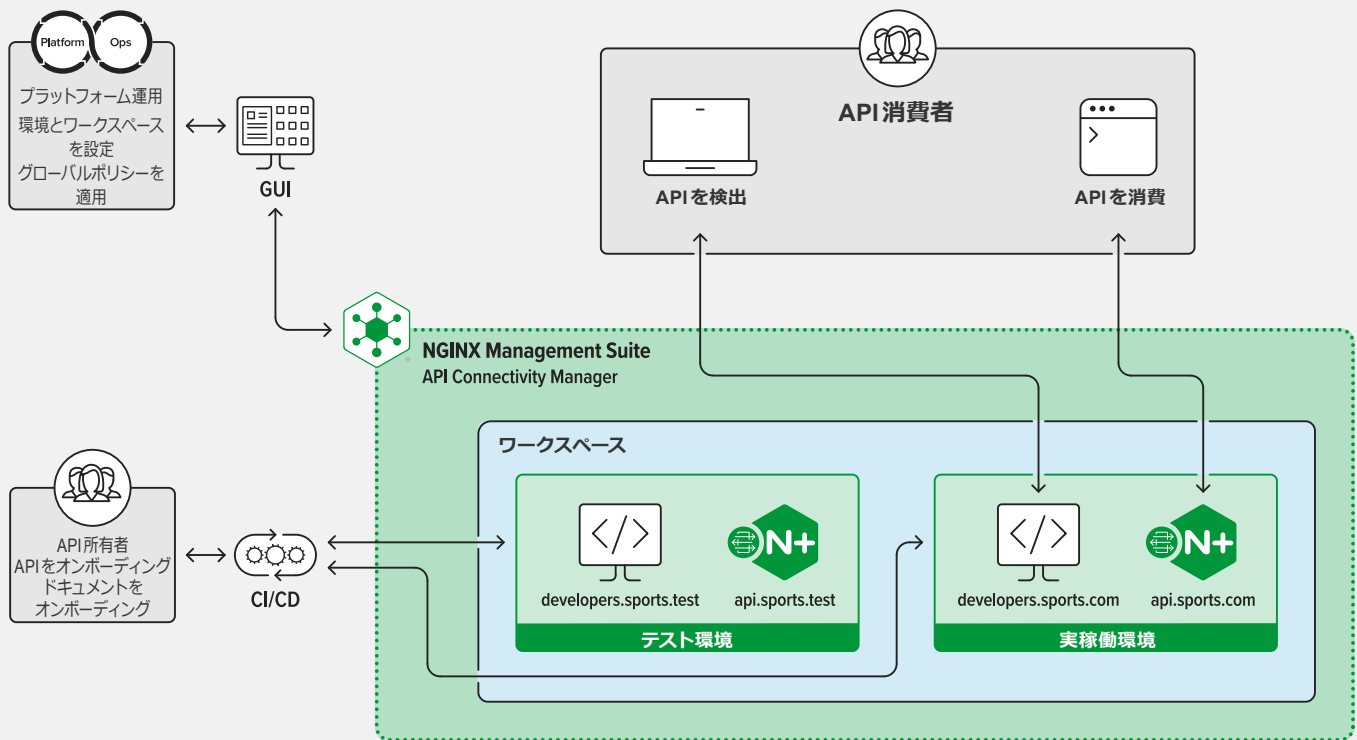 Platform
Ops
プラットフォーム運用
環境とワークスペース
を設定
グローバルポリシーを
適用
GUI
API消費者
APIを検出
APIを消費
NGINX Management Suite
API Connectivity Manager
ワークスペース
API所有者
APIをオンボーディング
ドキュメントを
オンボーディング
CI/CD
</>
N+
developers.sports.test
api.sports.test
テスト環境
</>
N+
developers.sports.com
api.sports.com
実稼働環境